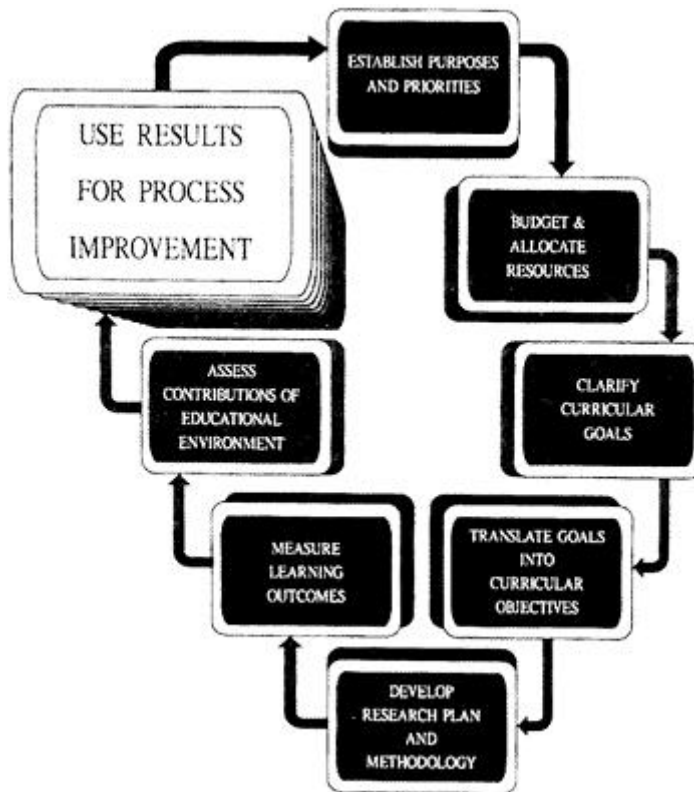 ESTABLISH PURPOSES
AND PRIORITIES
USE RESULTS
FOR PROCESS
IMPROVEMENT
BUDGET &
ALLOCATE
RESOURCES
CLARIFY
CURRICULAR
GOALS
TRANSLATE GOALS
INTO
CURRICULAR
OBJECTIVES
DEVELOP
RESEARCH PLAN
AND
METHODOLOGY
MEASURE
LEARNING
OUTCOMES
ASSESS
CONTRIBUTIONS OF
EDUCATIONAL
ENVIRONMENT